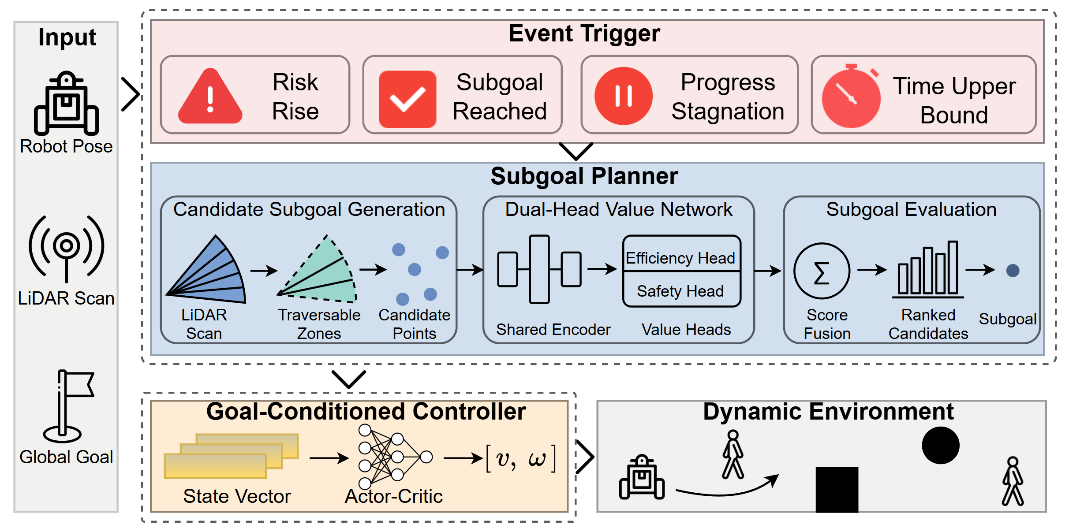 Input
Robot Pose
LiDAR Scan
Global Goal
Event Trigger
Risk
Rise
Subgoal
Reached
Progress
Stagnation
Time Upper
Bound
Subgoal Planner
Candidate Subgoal Generation
LiDAR
Scan
Traversable
Zones
Candidate
Points
Dual-Head Value Network
Efficiency Head
Safety Head
Shared Encoder
Value Heads
Subgoal Evaluation
Σ
Score
Fusion
Ranked
Candidates
Subgoal
Goal-Conditioned Controller
State Vector
Actor-Critic
[v, ω]
Dynamic Environment